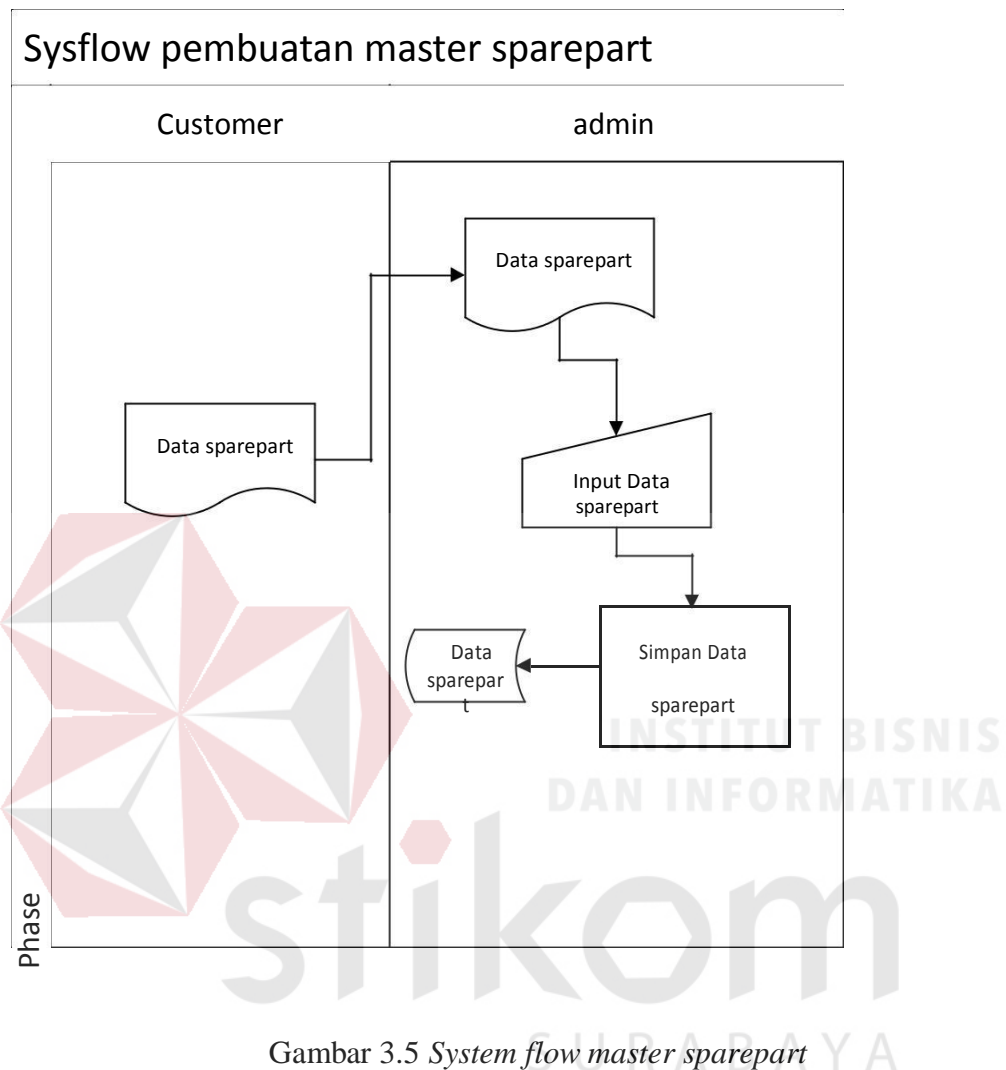 Sysflow pembuatan master sparepart
Customer
admin
Data sparepart
Data sparepart
Input Data
sparepart
Simpan Data
sparepart
Data
sparepar
t
Phase
INSTITUT BISNIS
DAN INFORMATIKA
stikom
SURABAYA
Gambar 3.5 System flow master sparepart